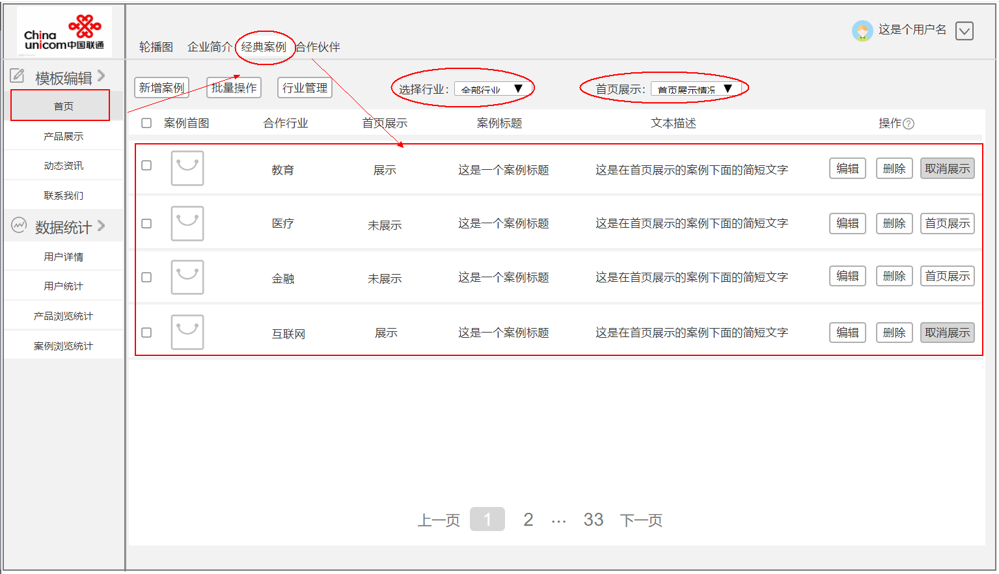 China
unicom中国联通
轮播图 企业简介 经典案例 合作伙伴
这是个用户名
模板编辑
首页
产品展示
动态资讯
联系我们
数据统计
用户详情
用户统计
产品浏览统计
案例浏览统计
新增案例 批量操作 行业管理 选择行业： 全部行业 首页展示： 首页展示情况
案例首图 合作行业 首页展示 案例标题 文本描述 操作?
教育 展示 这是一个案例标题 这是在首页展示的案例下面的简短文字 编辑 删除 取消展示
医疗 未展示 这是一个案例标题 这是在首页展示的案例下面的简短文字 编辑 删除 首页展示
金融 未展示 这是一个案例标题 这是在首页展示的案例下面的简短文字 编辑 删除 首页展示
互联网 展示 这是一个案例标题 这是在首页展示的案例下面的简短文字 编辑 删除 取消展示
上一页 1 2 ... 33 下一页